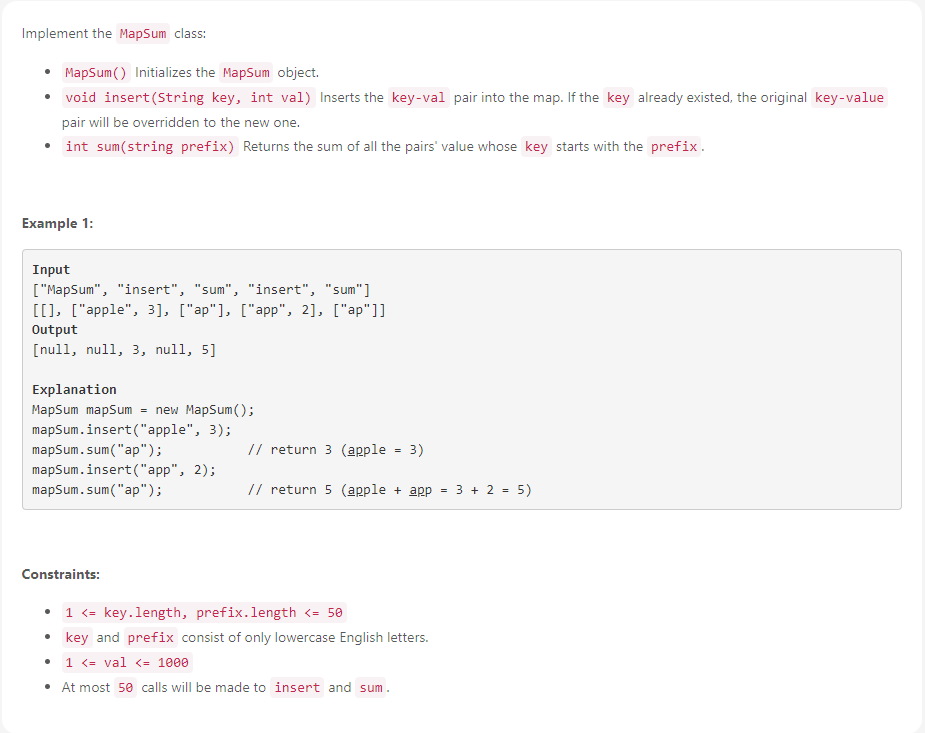 Implement the MapSum class:
• MapSum() Initializes the MapSum object.
• void insert(String key, int val) Inserts the key-val pair into the map. If the key already existed, the original key-value
pair will be overridden to the new one.
• int sum(string prefix) Returns the sum of all the pairs' value whose key starts with the prefix.
Example 1:
Input
["MapSum", "insert", "sum", "insert", "sum"]
[[], ["apple", 3], ["ap"], ["app", 2], ["ap"]]
Output
[null, null, 3, null, 5]
Explanation
MapSum mapSum = new MapSum();
mapSum.insert("apple", 3);
mapSum.sum("ap");           // return 3 (apple = 3)
mapSum.insert("app", 2);
mapSum.sum("ap");           // return 5 (apple + app = 3 + 2 = 5)
Constraints:
• 1 <= key.length, prefix.length <= 50
• key and prefix consist of only lowercase English letters.
• 1 <= val <= 1000
• At most 50 calls will be made to insert and sum.